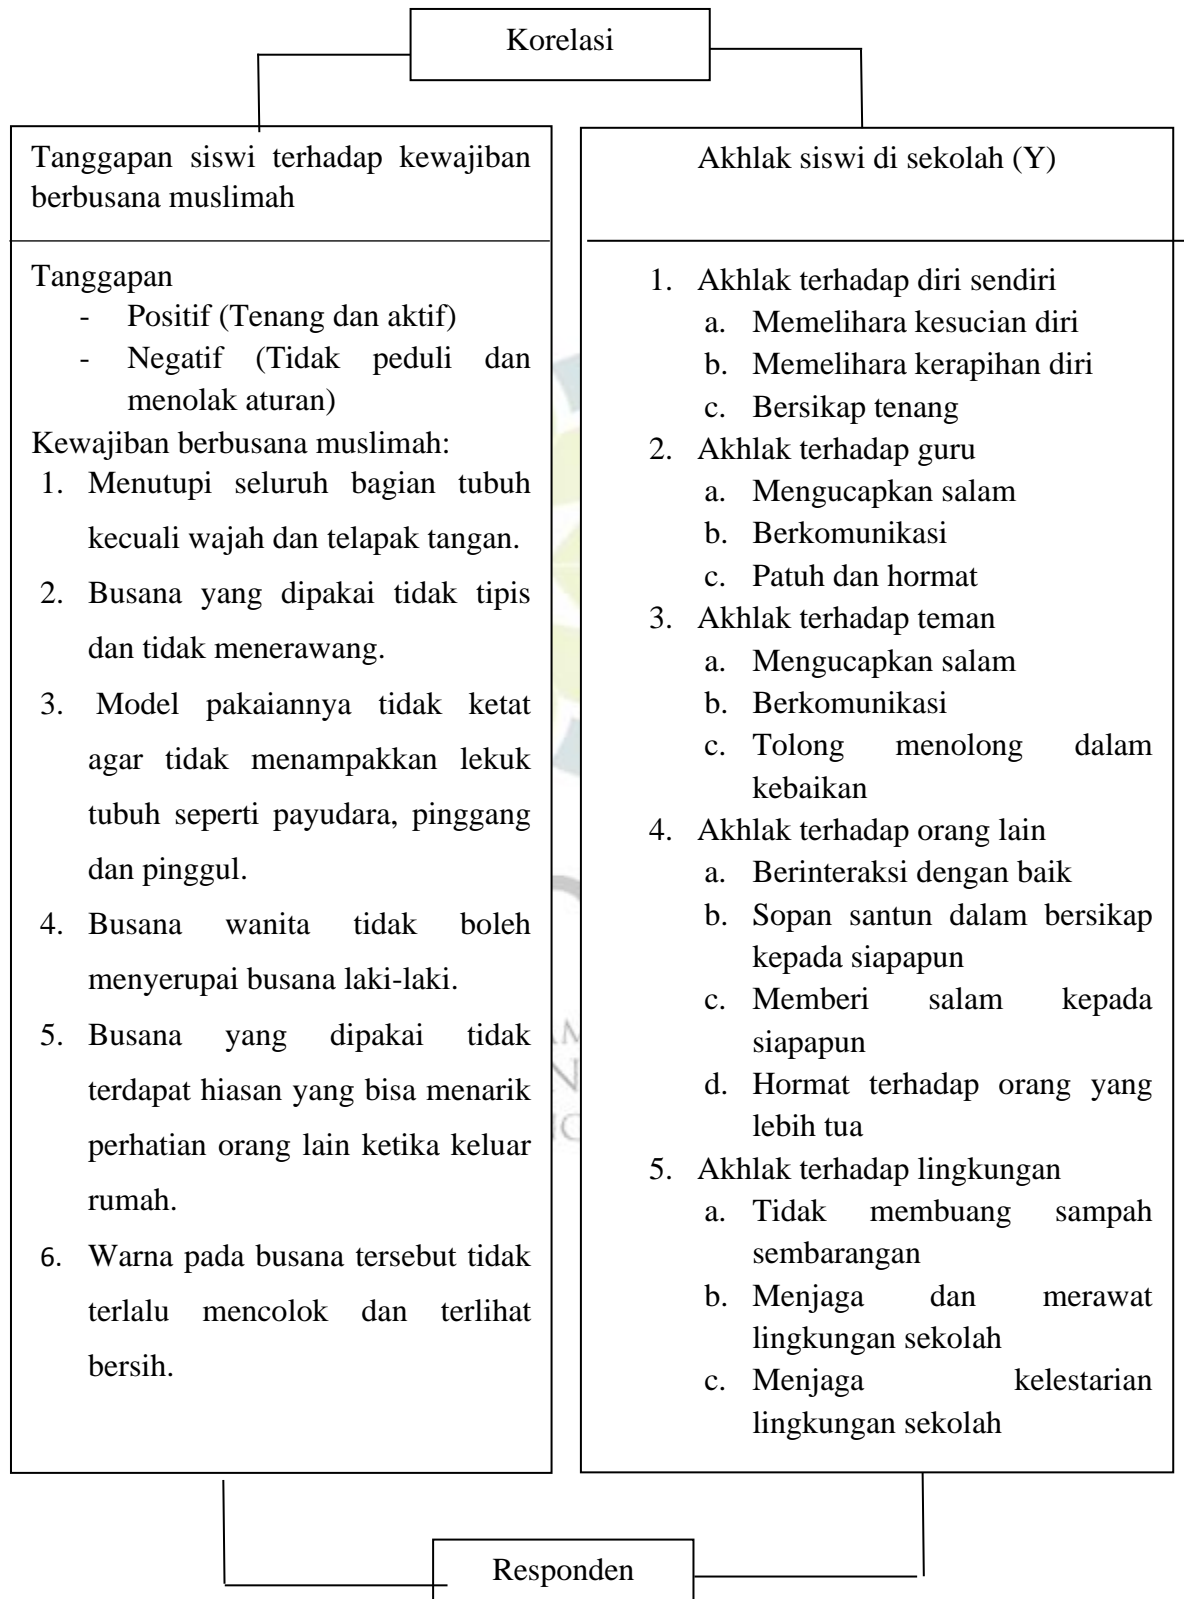 Korelasi
Tanggapan siswi terhadap kewajiban
berbusana muslimah
Tanggapan
- Positif (Tenang dan aktif)
- Negatif (Tidak peduli dan
menolak aturan)
Kewajiban berbusana muslimah:
1. Menutupi seluruh bagian tubuh
kecuali wajah dan telapak tangan.
2. Busana yang dipakai tidak tipis
dan tidak menerawang.
3. Model pakaiannya tidak ketat
agar tidak menampakkan lekuk
tubuh seperti payudara, pinggang
dan pinggul.
4. Busana wanita tidak boleh
menyerupai busana laki-laki.
5. Busana yang dipakai tidak
terdapat hiasan yang bisa menarik
perhatian orang lain ketika keluar
rumah.
6. Warna pada busana tersebut tidak
terlalu mencolok dan terlihat
bersih.
Akhlak siswi di sekolah (Y)
1. Akhlak terhadap diri sendiri
a. Memelihara kesucian diri
b. Memelihara kerapihan diri
c. Bersikap tenang
2. Akhlak terhadap guru
a. Mengucapkan salam
b. Berkomunikasi
c. Patuh dan hormat
3. Akhlak terhadap teman
a. Mengucapkan salam
b. Berkomunikasi
c. Tolong menolong dalam
kebaikan
4. Akhlak terhadap orang lain
a. Berinteraksi dengan baik
b. Sopan santun dalam bersikap
kepada siapapun
c. Memberi salam kepada
siapapun
d. Hormat terhadap orang yang
lebih tua
5. Akhlak terhadap lingkungan
a. Tidak membuang sampah
sembarangan
b. Menjaga dan merawat
lingkungan sekolah
c. Menjaga kelestarian
lingkungan sekolah
Responden